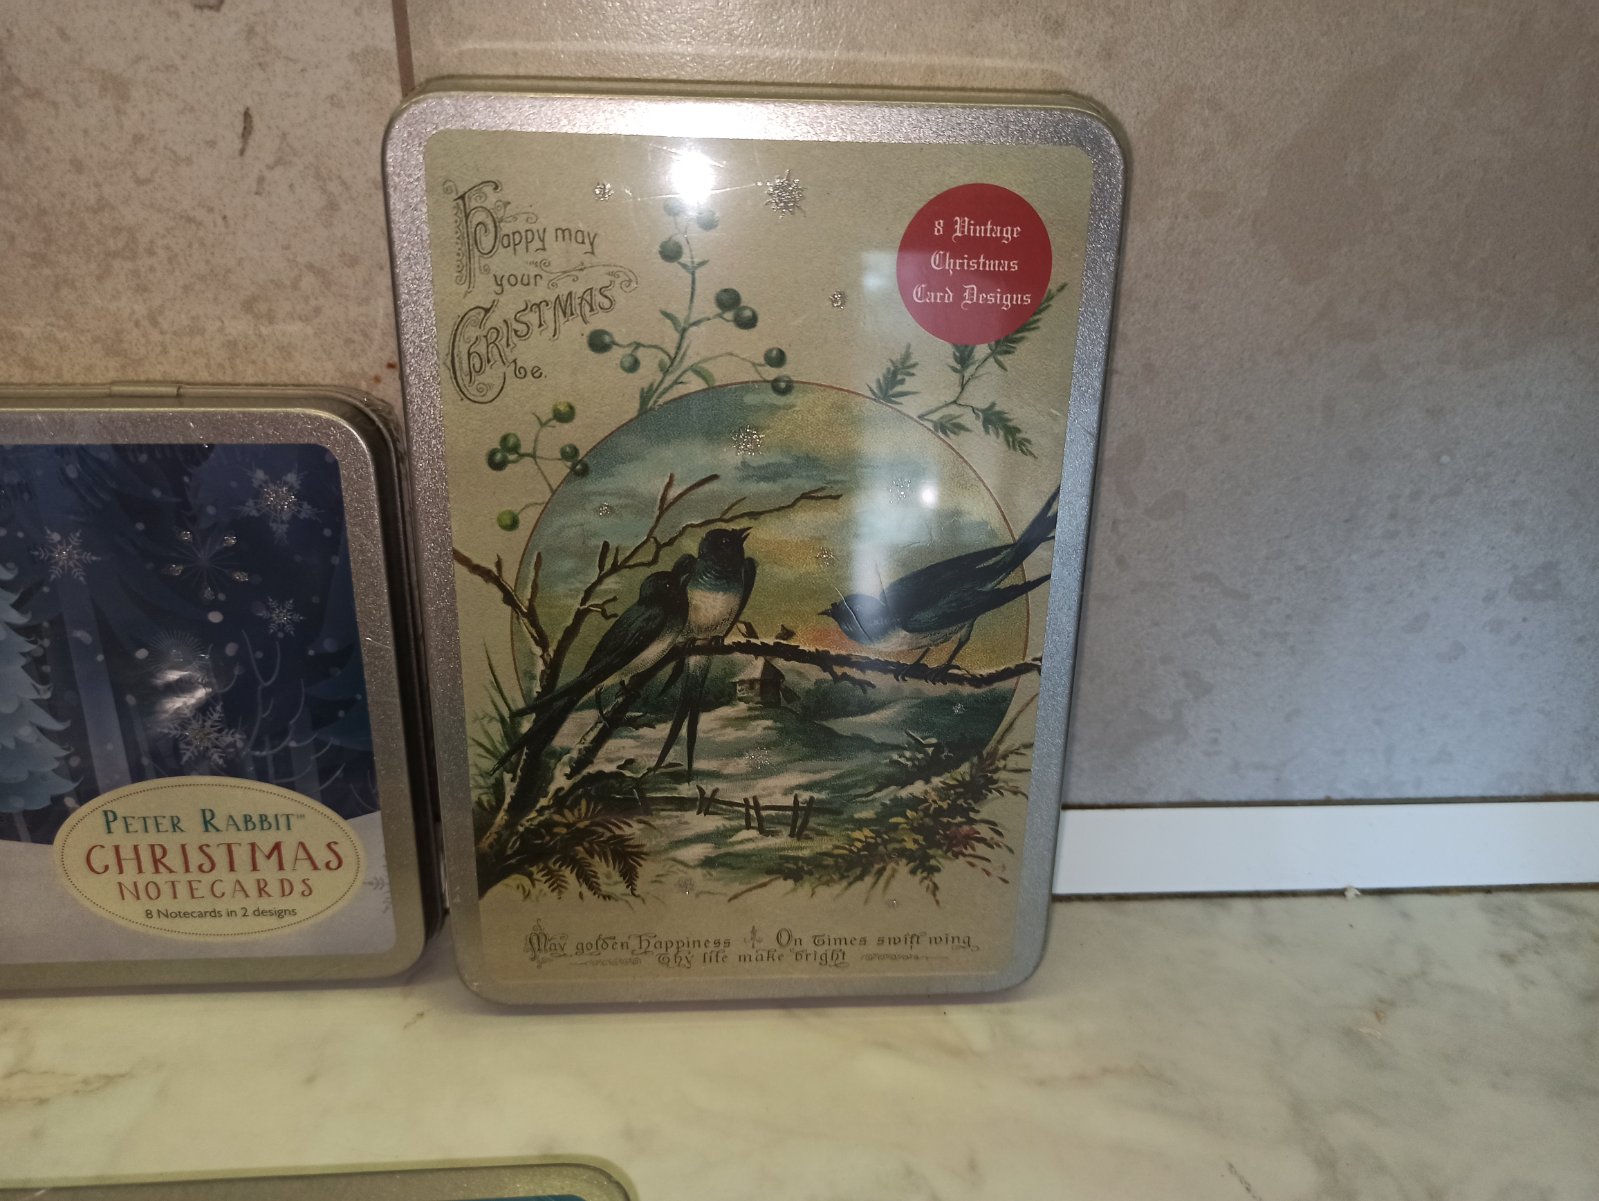 Happy may
your
CHRISTMAS
be.
8 Vintage
Christmas
Card Designs
May golden happiness On Times swift wing
Thy life make bright
PETER RABBIT™
CHRISTMAS
NOTECARDS
8 Notecards in 2 designs